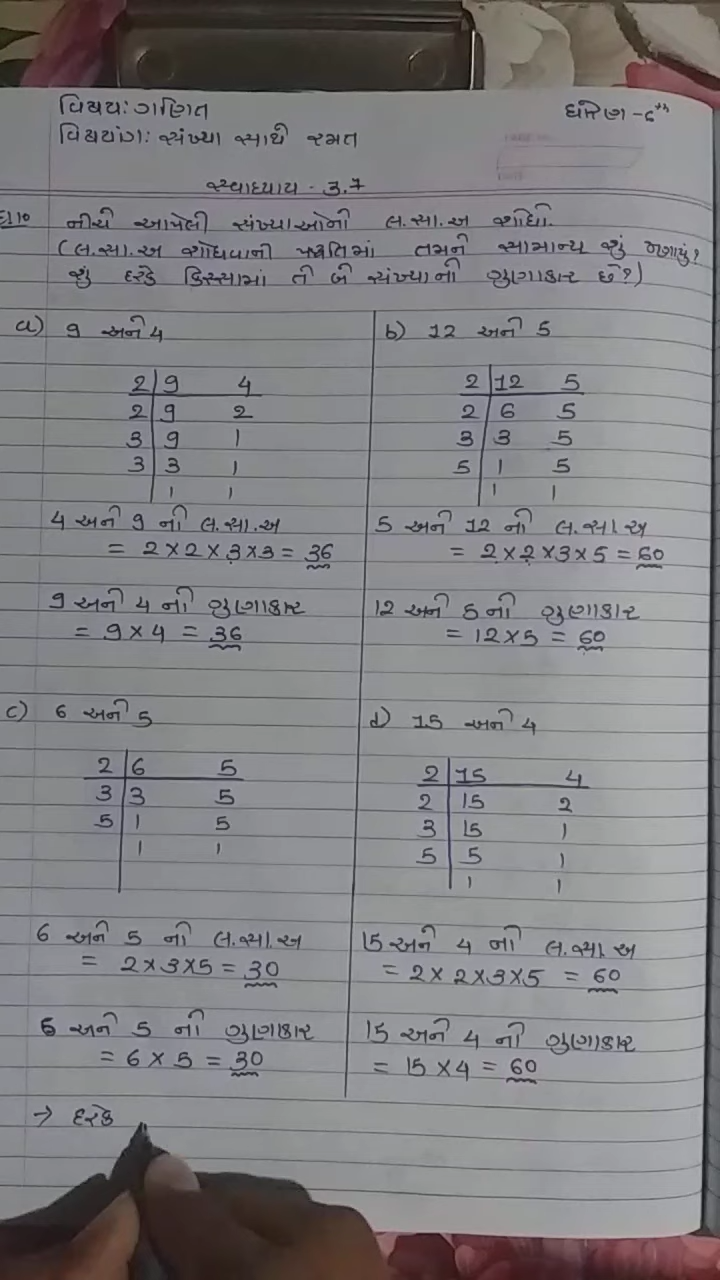 વિષય: ગણિત
ધોરણ - 6th
વિષયાંગ: સંખ્યા સાથે રમત
સ્વાધ્યાય - 3.7
10 નીચે આપેલી સંખ્યાઓનો લ.સા.અ શોધો.
(લ.સા.અ શોધવાની પદ્ધતિમાં તમને સામાન્ય શું જણાયું?
શું દરેક કિસ્સામાં તે બે સંખ્યાનો ગુણાકાર છે?)
a) 9 અને 4
2 | 9 4
2 | 9 2
3 | 9 1
3 | 3 1
1 1
4 અને 9 નો લ.સા.અ
= 2 × 2 × 3 × 3 = 36
9 અને 4 નો ગુણાકાર
= 9 × 4 = 36
b) 12 અને 5
2 | 12 5
2 | 6 5
3 | 3 5
5 | 1 5
1 1
5 અને 12 નો લ.સા.અ
= 2 × 2 × 3 × 5 = 60
12 અને 5 નો ગુણાકાર
= 12 × 5 = 60
c) 6 અને 5
2 | 6 5
3 | 3 5
5 | 1 5
1 1
6 અને 5 નો લ.સા.અ
= 2 × 3 × 5 = 30
6 અને 5 નો ગુણાકાર
= 6 × 5 = 30
d) 15 અને 4
2 | 15 4
2 | 15 2
3 | 15 1
5 | 5 1
1 1
15 અને 4 નો લ.સા.અ
= 2 × 2 × 3 × 5 = 60
15 અને 4 નો ગુણાકાર
= 15 × 4 = 60
→ દરેક